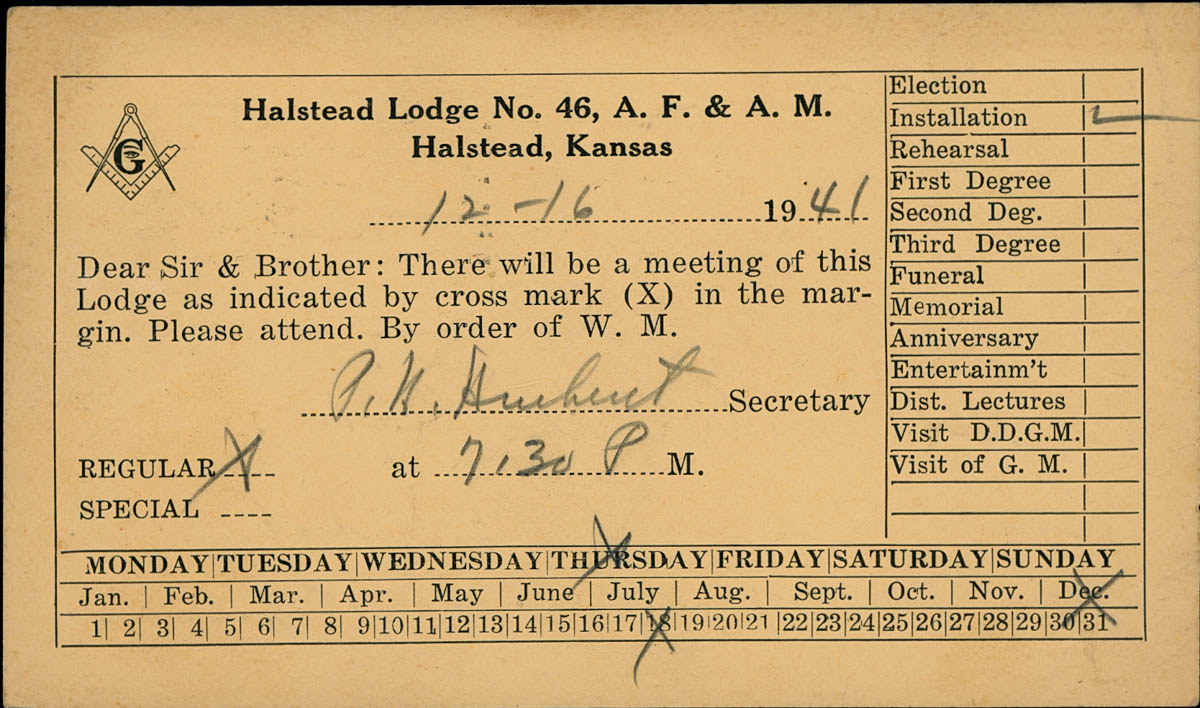 G
Halstead Lodge No. 46, A. F. & A. M.
Halstead, Kansas
12-16 1941
Dear Sir & Brother: There will be a meeting of this
Lodge as indicated by cross mark (X) in the mar-
gin. Please attend. By order of W. M.
P. H. Secretary
REGULAR X at 7:30 P M.
SPECIAL
Election
Installation
Rehearsal
First Degree
Second Deg.
Third Degree
Funeral
Memorial
Anniversary
Entertainm't
Dist. Lectures
Visit D.D.G.M.
Visit of G. M.
MONDAY|TUESDAY|WEDNESDAY|THURSDAY|FRIDAY|SATURDAY|SUNDAY
Jan. | Feb. | Mar. | Apr. | May | June | July | Aug. | Sept. | Oct. | Nov. | Dec.
1| 2| 3| 4| 5| 6| 7| 8| 9|10|11|12|13|14|15|16|17|18|19|20|21|22|23|24|25|26|27|28|29|30|31